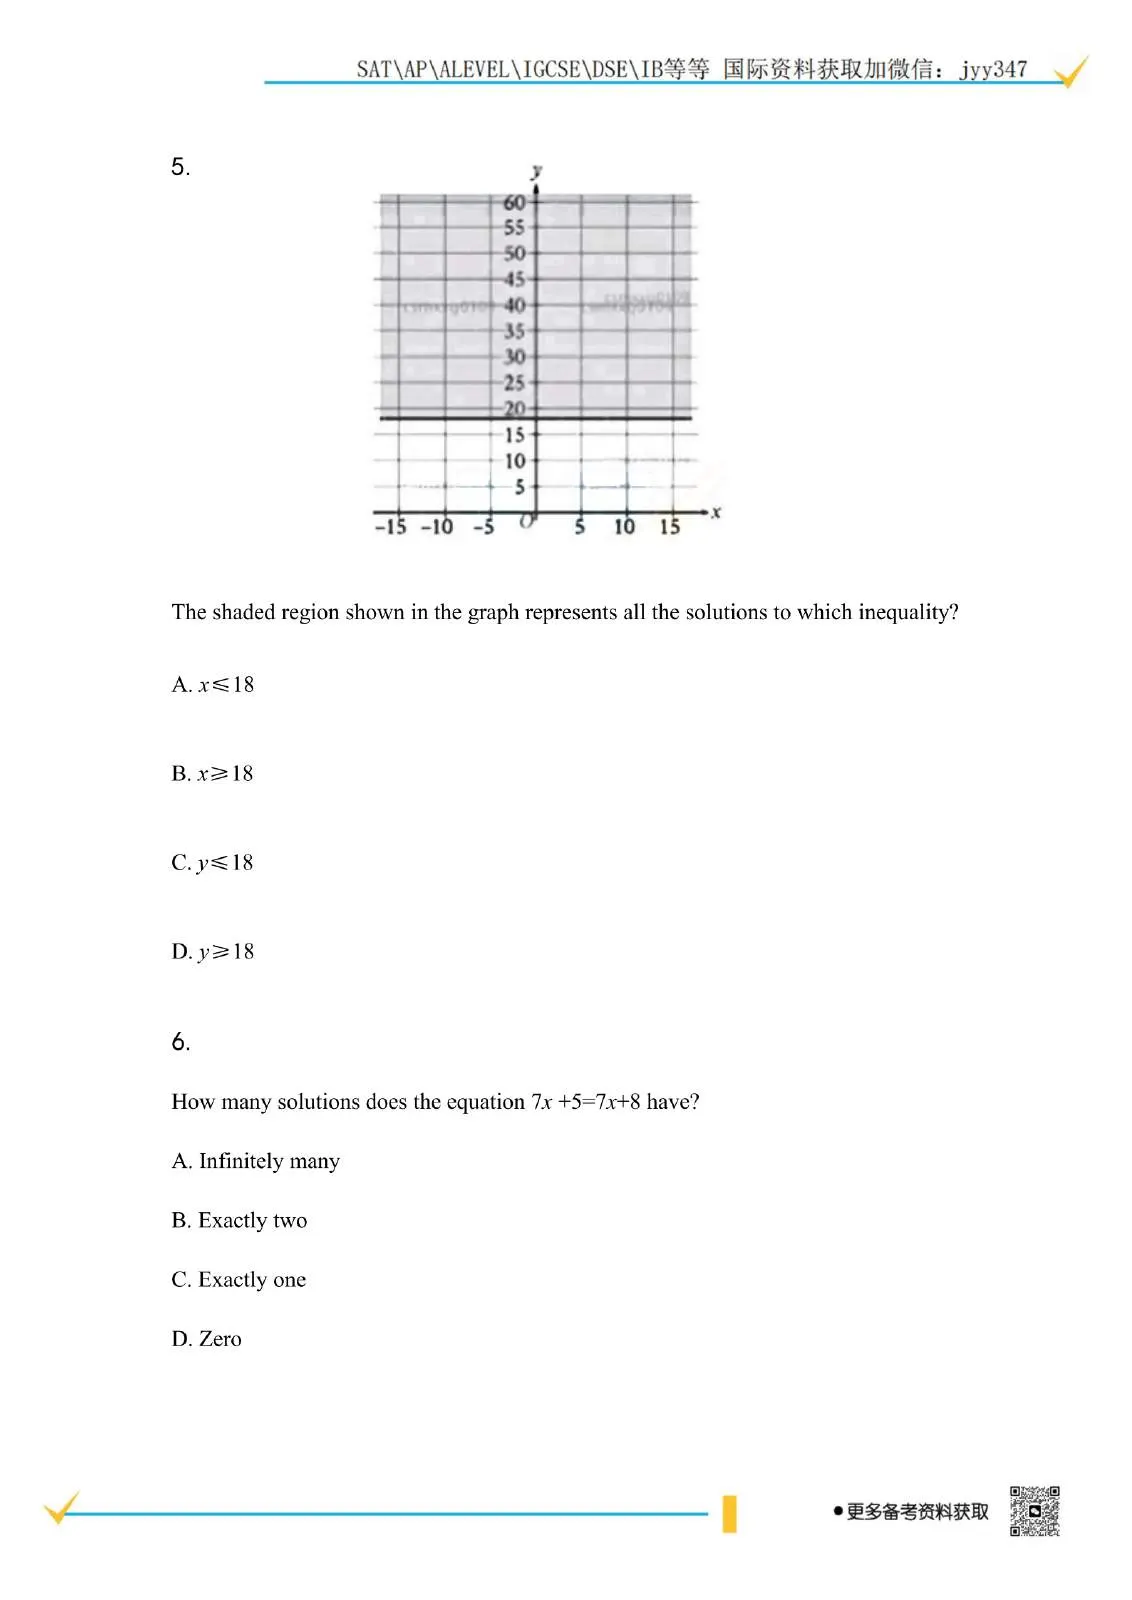 SAT\AP\ALEVEL\IGCSE\DSE\IB等等 国际资料获取加微信：jyy347
5.
y
60
55
50
45
40
35
30
25
20
15
10
5
-15 -10 -5 O 5 10 15 x
The shaded region shown in the graph represents all the solutions to which inequality?
A. x⩽18
B. x⩾18
C. y⩽18
D. y⩾18
6.
How many solutions does the equation 7x +5=7x+8 have?
A. Infinitely many
B. Exactly two
C. Exactly one
D. Zero
●更多备考资料获取